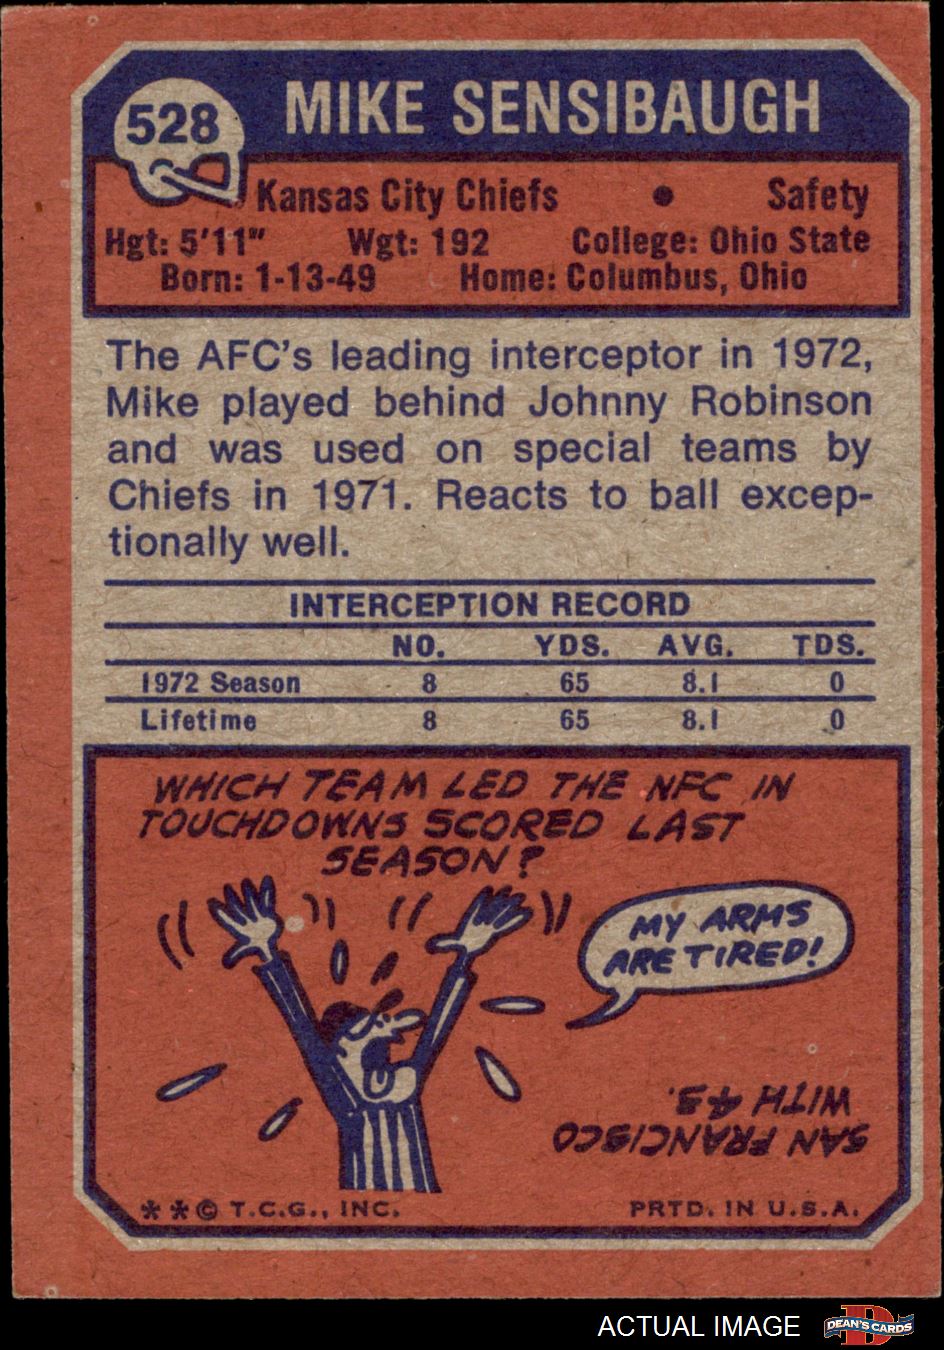 528
MIKE SENSIBAUGH
Kansas City Chiefs • Safety
Hgt: 5'11" Wgt: 192 College: Ohio State
Born: 1-13-49 Home: Columbus, Ohio
The AFC's leading interceptor in 1972,
Mike played behind Johnny Robinson
and was used on special teams by
Chiefs in 1971. Reacts to ball excep-
tionally well.
INTERCEPTION RECORD
NO. YDS. AVG. TDS.
1972 Season 8 65 8.1 0
Lifetime 8 65 8.1 0
WHICH TEAM LED THE NFC IN
TOUCHDOWNS SCORED LAST
SEASON?
MY ARMS
ARE TIRED!
SAN FRANCISCO
WITH 43.
**© T.C.G., INC. PRTD. IN U.S.A.
ACTUAL IMAGE DEAN'S CARDS